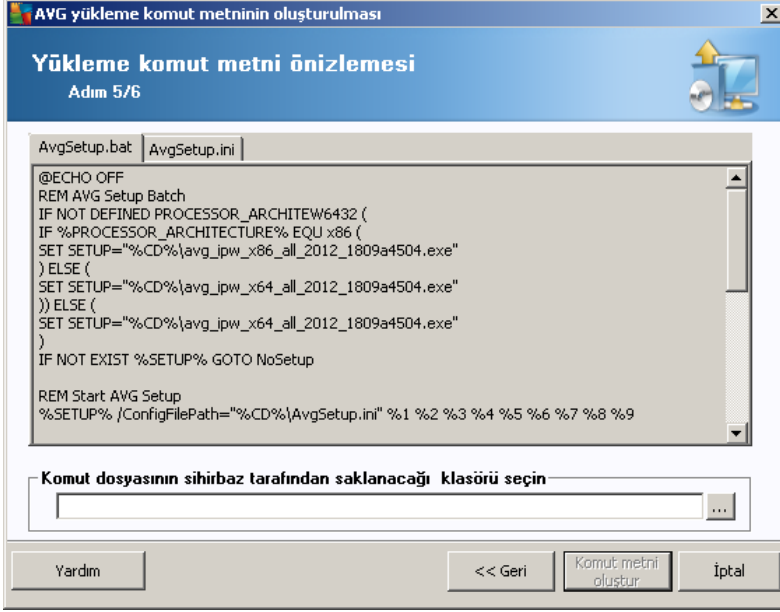 AVG yükleme komut metninin oluşturulması
Yükleme komut metni önizlemesi
Adım 5/6
AvgSetup.bat
AvgSetup.ini
@ECHO OFF
REM AVG Setup Batch
IF NOT DEFINED PROCESSOR_ARCHITEW6432 (
IF %PROCESSOR_ARCHITECTURE% EQU x86 (
SET SETUP="%CD%\avg_ipw_x86_all_2012_1809a4504.exe"
) ELSE (
SET SETUP="%CD%\avg_ipw_x64_all_2012_1809a4504.exe"
)) ELSE (
SET SETUP="%CD%\avg_ipw_x64_all_2012_1809a4504.exe"
)
IF NOT EXIST %SETUP% GOTO NoSetup
REM Start AVG Setup
%SETUP% /ConfigFilePath="%CD%\AvgSetup.ini" %1 %2 %3 %4 %5 %6 %7 %8 %9
Komut dosyasının sihirbaz tarafından saklanacağı klasörü seçin
...
Yardım
<< Geri
Komut metni
oluştur
İptal